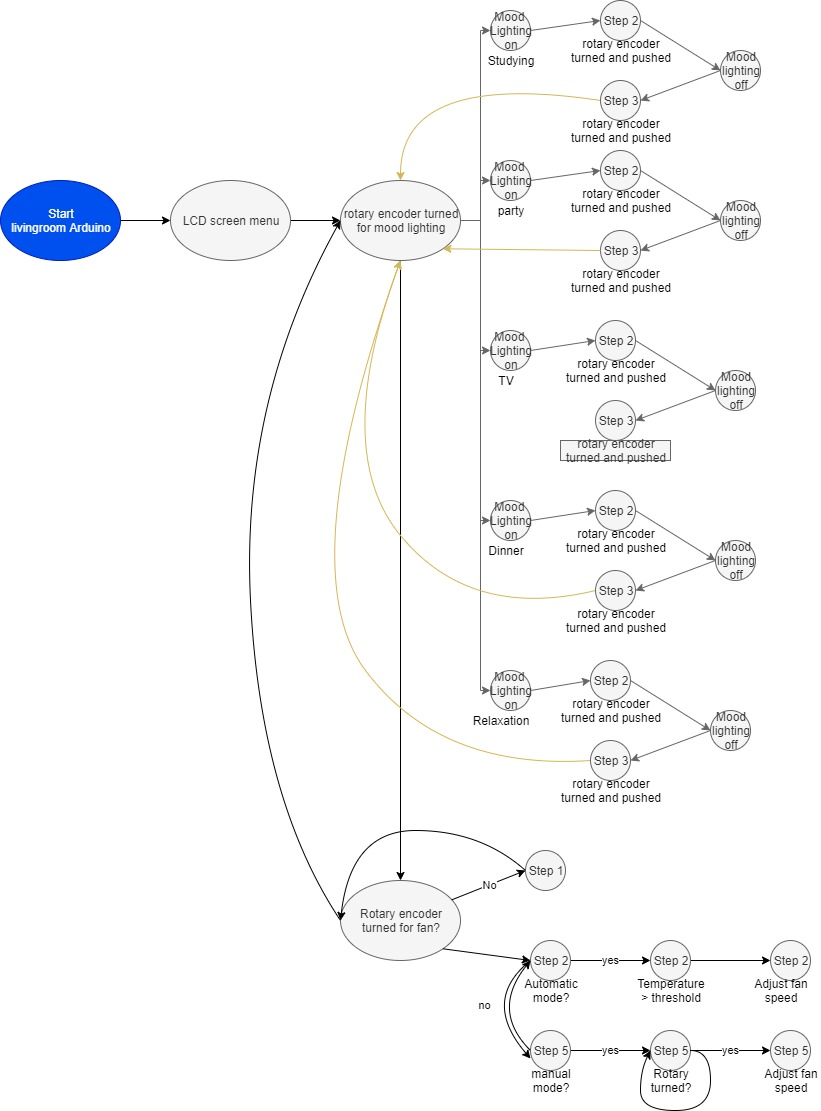 Start
livingroom Arduino
LCD screen menu
rotary encoder turned
for mood lighting
Mood
Lighting
on
Studying
Step 2
rotary encoder
turned and pushed
Mood
lighting
off
Step 3
rotary encoder
turned and pushed
Mood
Lighting
on
party
Step 2
rotary encoder
turned and pushed
Mood
lighting
off
Step 3
rotary encoder
turned and pushed
Mood
Lighting
on
TV
Step 2
rotary encoder
turned and pushed
Mood
lighting
off
Step 3
rotary encoder
turned and pushed
Mood
Lighting
on
Dinner
Step 2
rotary encoder
turned and pushed
Mood
lighting
off
Step 3
rotary encoder
turned and pushed
Mood
Lighting
on
Relaxation
Step 2
rotary encoder
turned and pushed
Mood
lighting
off
Step 3
rotary encoder
turned and pushed
Rotary encoder
turned for fan?
No
Step 1
Step 2
Automatic
mode?
yes
Step 2
Temperature
> threshold
Step 2
Adjust fan
speed
no
Step 5
manual
mode?
yes
Step 5
Rotary
turned?
yes
Step 5
Adjust fan
speed